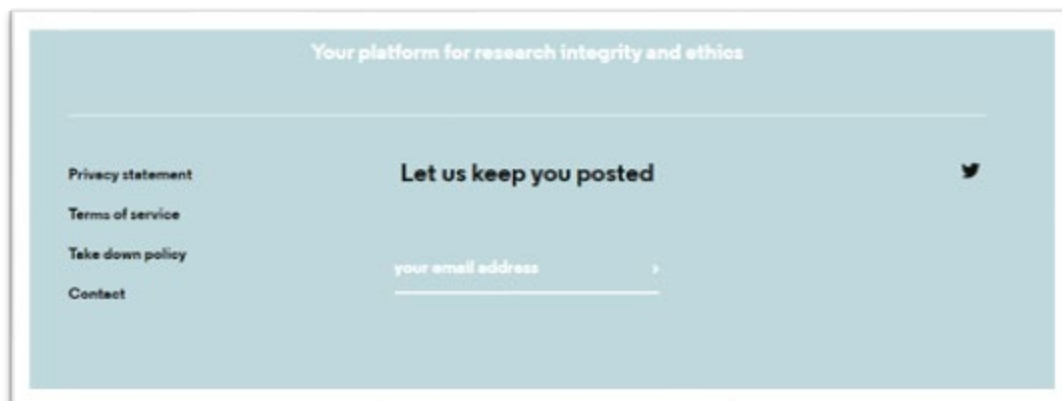 Your platform for research integrity and ethics
Privacy statement
Terms of service
Take down policy
Contact
Let us keep you posted
your email address ›